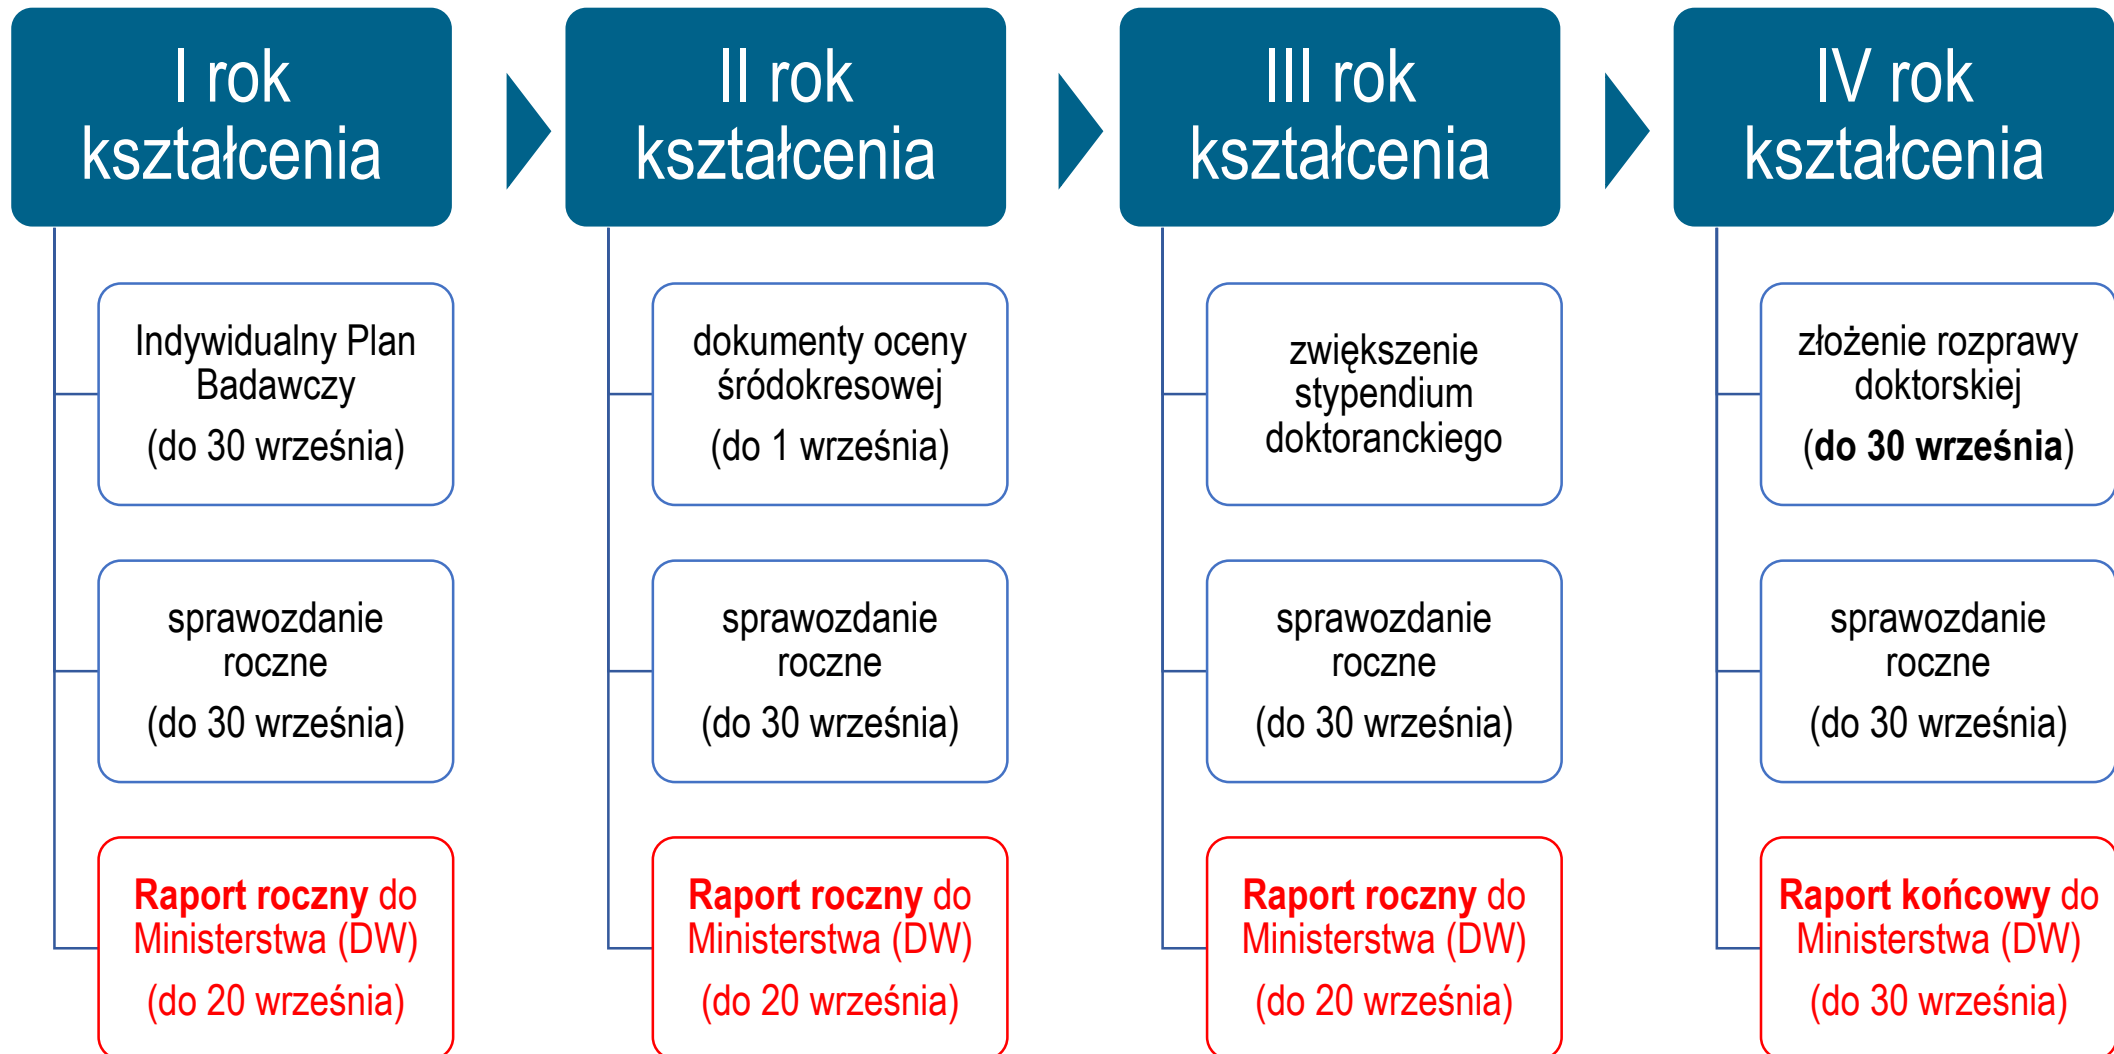 I rok
kształcenia
Indywidualny Plan
Badawczy
(do 30 września)
sprawozdanie
roczne
(do 30 września)
Raport roczny do
Ministerstwa (DW)
(do 20 września)
II rok
kształcenia
dokumenty oceny
śródokresowej
(do 1 września)
sprawozdanie
roczne
(do 30 września)
Raport roczny do
Ministerstwa (DW)
(do 20 września)
III rok
kształcenia
zwiększenie
stypendium
doktoranckiego
sprawozdanie
roczne
(do 30 września)
Raport roczny do
Ministerstwa (DW)
(do 20 września)
IV rok
kształcenia
złożenie rozprawy
doktorskiej
(do 30 września)
sprawozdanie
roczne
(do 30 września)
Raport końcowy do
Ministerstwa (DW)
(do 30 września)